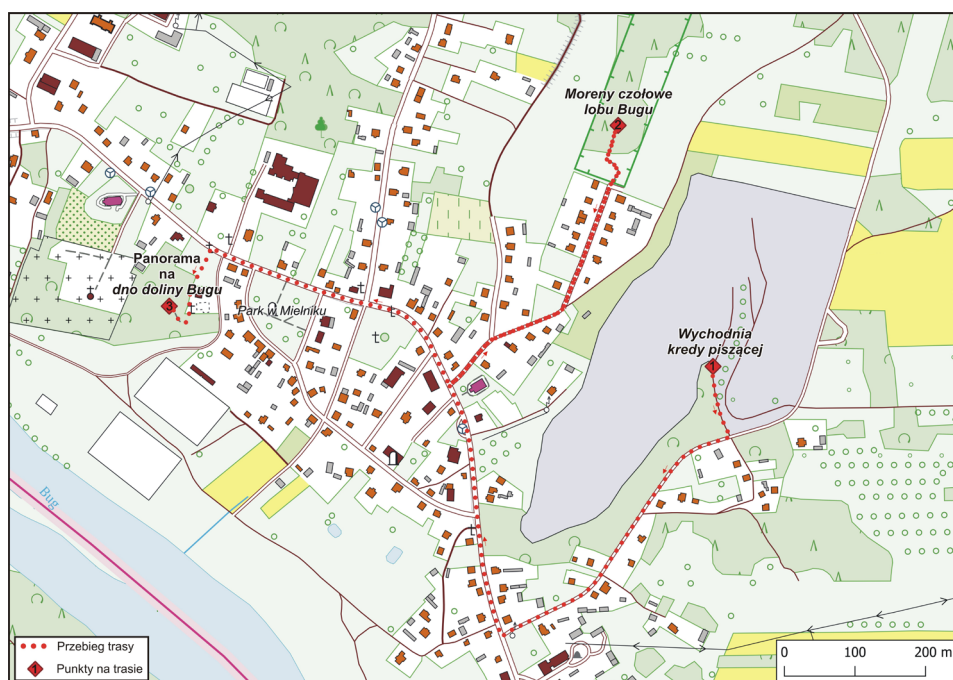 Moreny czołowe
lobu Bugu
2
Panorama
na
dno doliny Bugu
3
Park w Mielniku
Wychodnia
kredy piszącej
1
Bug
Przebieg trasy
1
Punkty na trasie
0
100
200 m